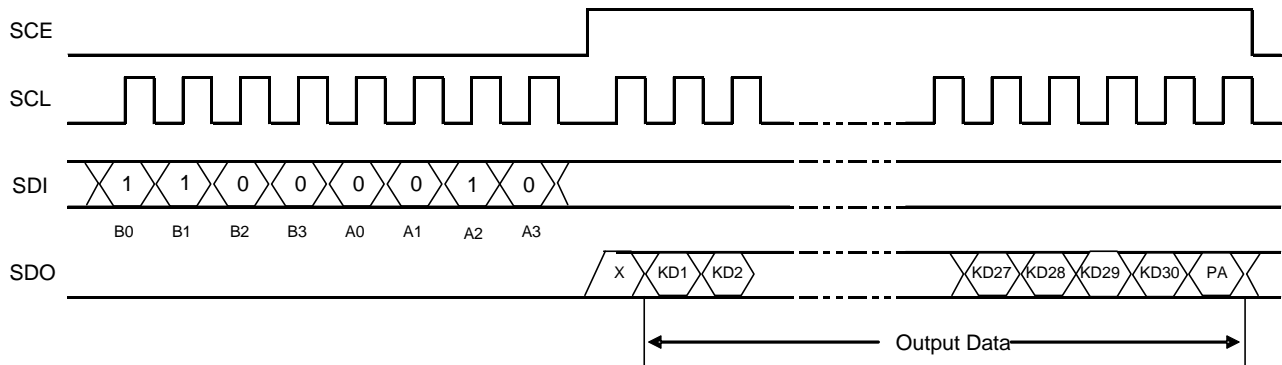 SCE
SCL
SDI 1 1 0 0 0 0 1 0
B0 B1 B2 B3 A0 A1 A2 A3
SDO X KD1 KD2 KD27 KD28 KD29 KD30 PA
Output Data